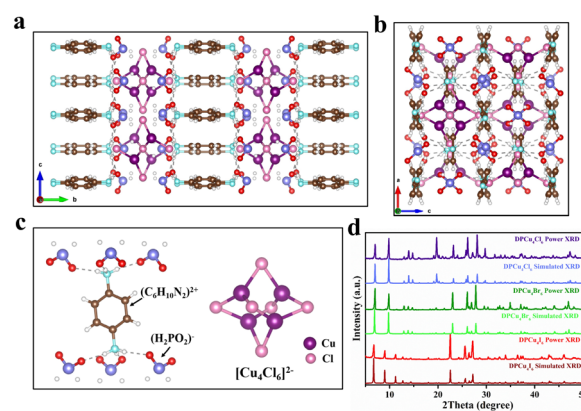 a
c
b
b
a
c
c
(C₆H₁₀N₂)²⁺
(H₂PO₂)⁻
Cu
Cl
[Cu₄Cl₆]²⁻
d
DPCu₄Cl₆ Power XRD
DPCu₄Cl₆ Simulated XRD
DPCu₄Br₆ Power XRD
DPCu₄Br₆ Simulated XRD
DPCu₄I₆ Power XRD
DPCu₄I₆ Simulated XRD
Intensity (a.u.)
10 20 30 40 50
2Theta (degree)